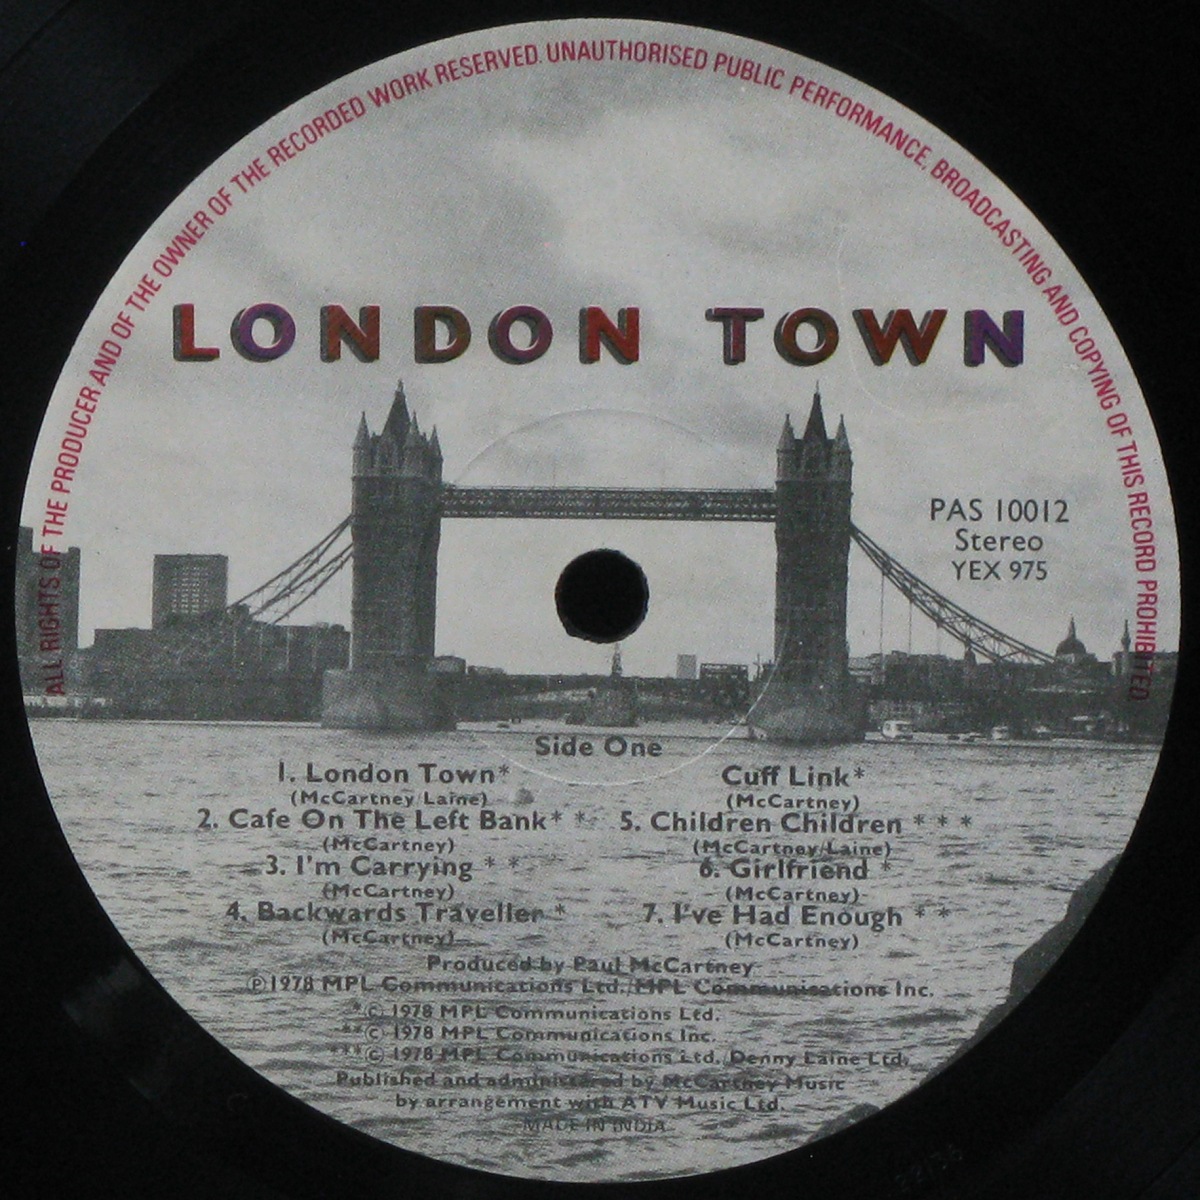 ALL RIGHTS OF THE PRODUCER AND OF THE OWNER OF THE RECORDED WORK RESERVED. UNAUTHORISED PUBLIC PERFORMANCE, BROADCASTING AND COPYING OF THIS RECORD PROHIBITED
LONDON TOWN
PAS 10012
Stereo
YEX 975
Side One
1. London Town*
(McCartney/Laine)
2. Cafe On The Left Bank* *
(McCartney)
3. I'm Carrying * *
(McCartney)
4. Backwards Traveller *
(McCartney)
Cuff Link*
(McCartney)
5. Children Children * * *
(McCartney/Laine)
6. Girlfriend *
(McCartney)
7. I've Had Enough * *
(McCartney)
Produced by Paul McCartney
℗1978 MPL Communications Ltd./MPL Communications Inc.
*© 1978 MPL Communications Ltd.
**© 1978 MPL Communications Inc.
***© 1978 MPL Communications Ltd./Denny Laine Ltd.
Published and administered by McCartney Music
by arrangement with ATV Music Ltd.
MADE IN INDIA